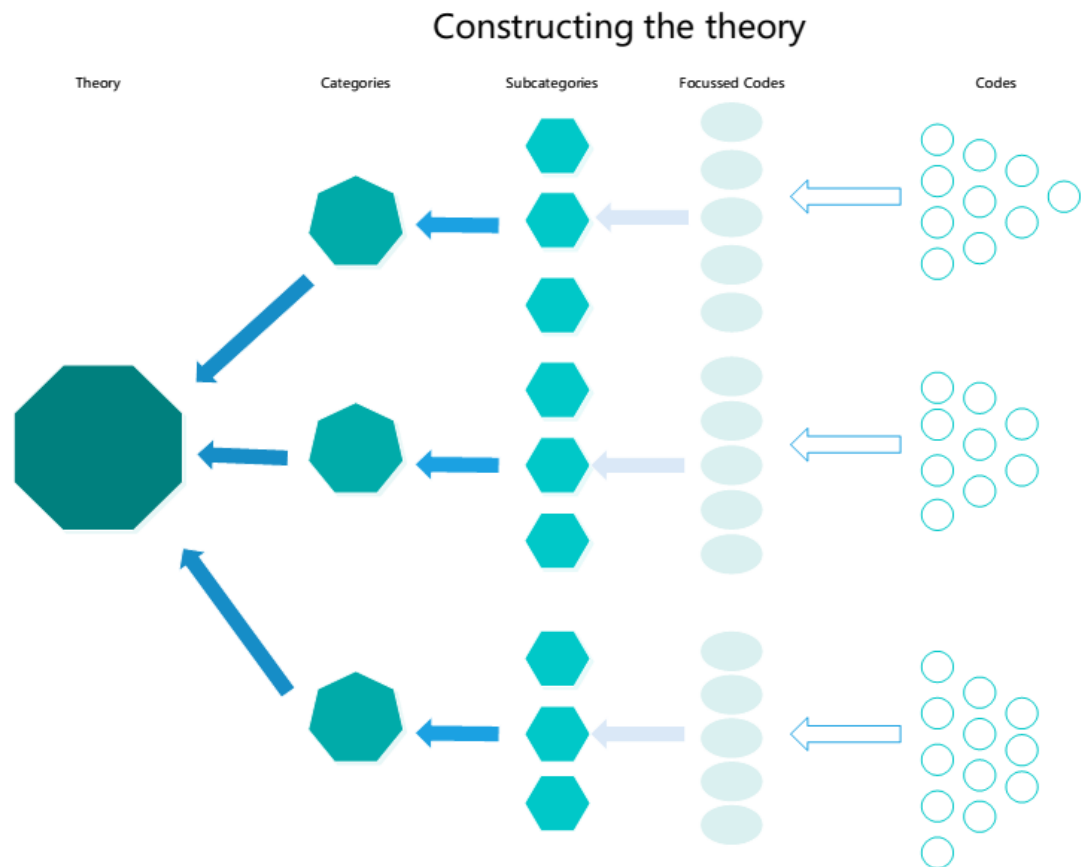 Constructing the theory
Theory
Categories
Subcategories
Focussed Codes
Codes